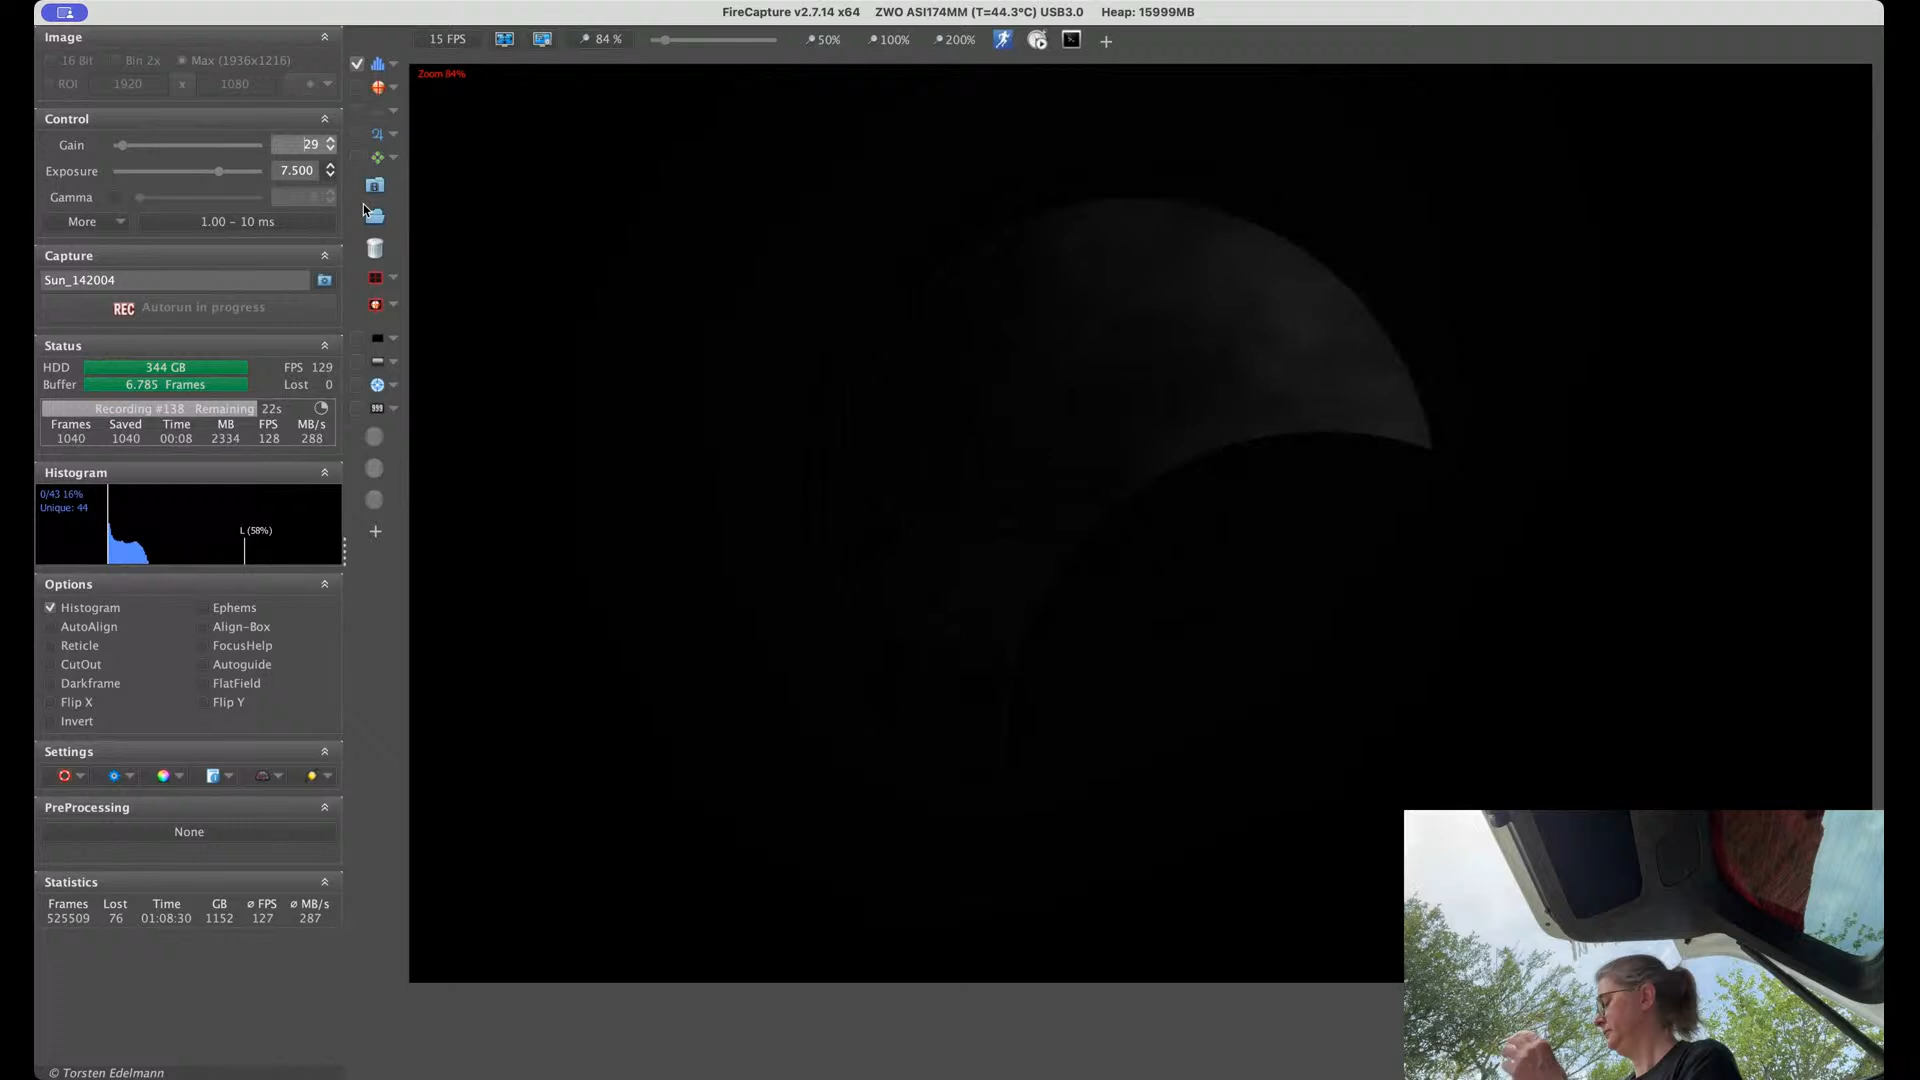 FireCapture v2.7.14 x64 ZWO ASI174MM (T=44.3°C) USB3.0 Heap: 15999MB
Image
15 FPS 84 % 50% 100% 200%
16 Bit Bin 2x Max (1936x1216)
ROI 1920 x 1080
Zoom 84%
Control
Gain 29
Exposure 7.500
Gamma
More 1.00 - 10 ms
Capture
Sun_142004
REC Autorun in progress
Status
HDD 344 GB FPS 129
Buffer 6.785 Frames Lost 0
Recording #138 Remaining 22s
Frames Saved Time MB FPS MB/s
1040 1040 00:08 2334 128 288
999
Histogram
0/43 16%
Unique: 44
L (58%)
Options
Histogram Ephems
AutoAlign Align-Box
Reticle FocusHelp
CutOut Autoguide
Darkframe FlatField
Flip X Flip Y
Invert
Settings
PreProcessing
None
Statistics
Frames Lost Time GB ø FPS ø MB/s
525509 76 01:08:30 1152 127 287
© Torsten Edelmann